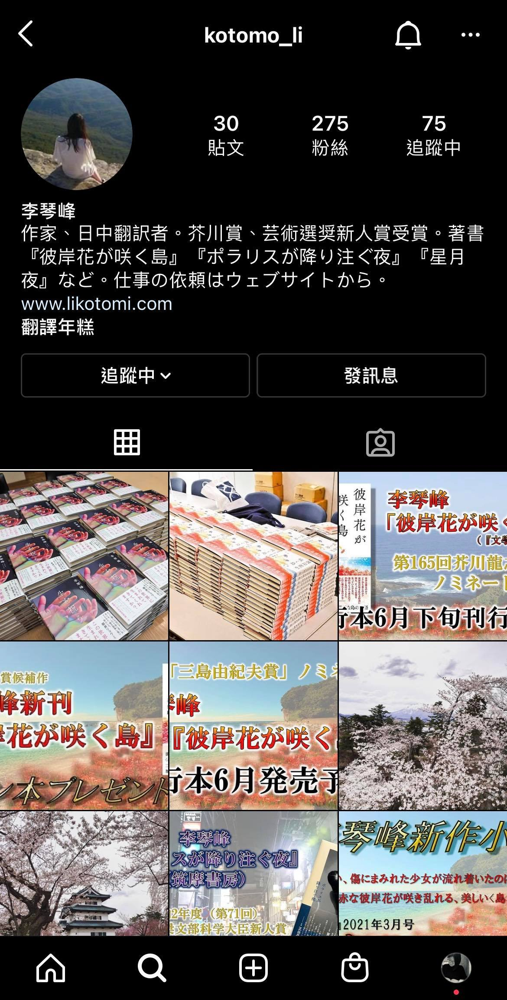 kotomo_li
30
275
75
貼文
粉絲
追蹤中
李琴峰
作家、日中翻訳者。芥川賞、芸術選奨新人賞受賞。著書
『彼岸花が咲く島』『ポラリスが降り注ぐ夜』『星月
夜』など。仕事の依頼はウェブサイトから。
www.likotomi.com
翻譯年糕
追蹤中
發訊息
生を祝う
彼岸花が
咲く島
李琴峰
「彼岸花が咲く
(『文學
第165回芥川龍
ノミネート
行本6月下旬刊行
賞候補作
峰新刊
花が咲く島』
ン本プレゼント
「三島由紀夫賞」ノミネ
琴峰
『彼岸花が咲く
行本6月発売予
李琴峰
スが降り注ぐ夜』
(筑摩書房)
2年度(第71回)
奨文部科学大臣新人賞
ポラリスが
降り注ぐ夜
琴峰新作小
、傷にまみれた少女が流れ着いたの
赤な彼岸花が咲き乱れる、美しい〈島
2021年3月号